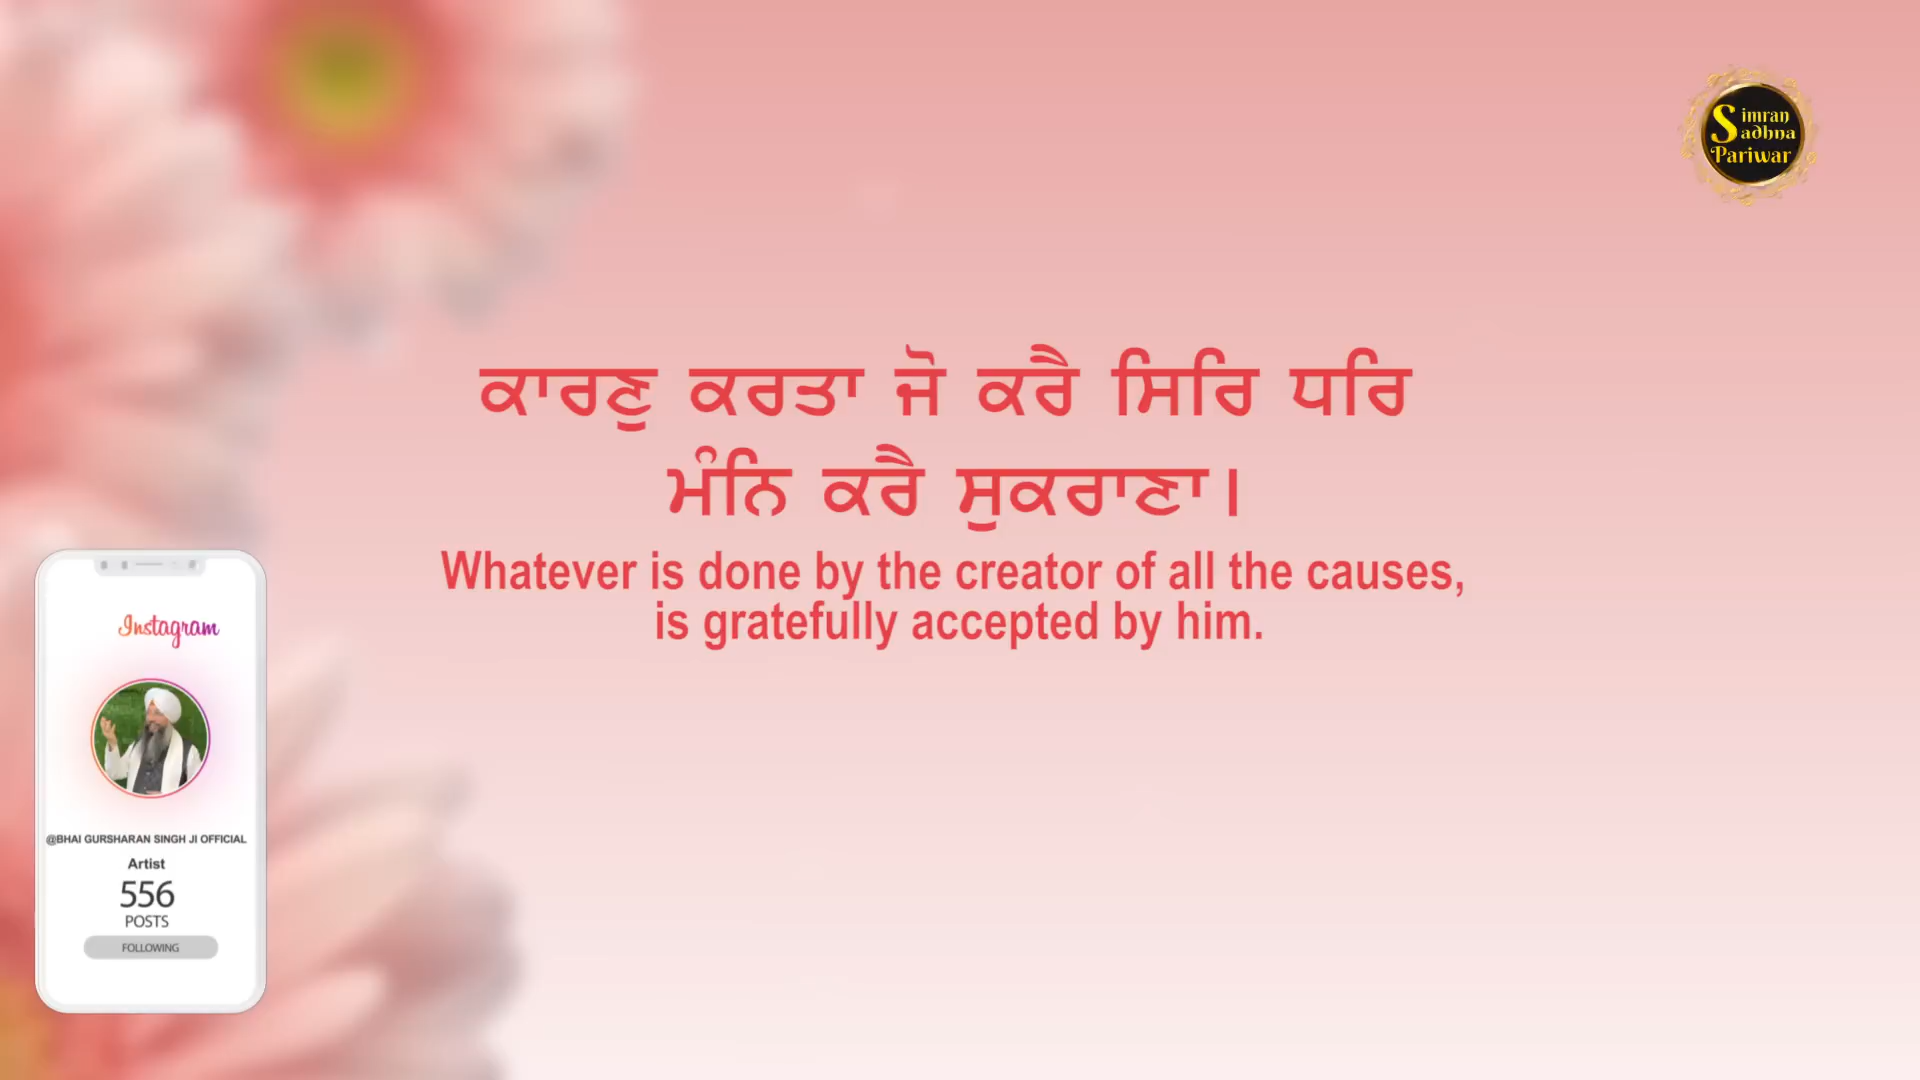 Simran
Sadhna
Pariwar
ਕਾਰਣੁ ਕਰਤਾ ਜੋ ਕਰੈ ਸਿਰਿ ਧਰਿ
ਮੰਨਿ ਕਰੈ ਸੁਕਰਾਣਾ।
Whatever is done by the creator of all the causes,
is gratefully accepted by him.
Instagram
@BHAI GURSHARAN SINGH JI OFFICIAL
Artist
556
POSTS
FOLLOWING